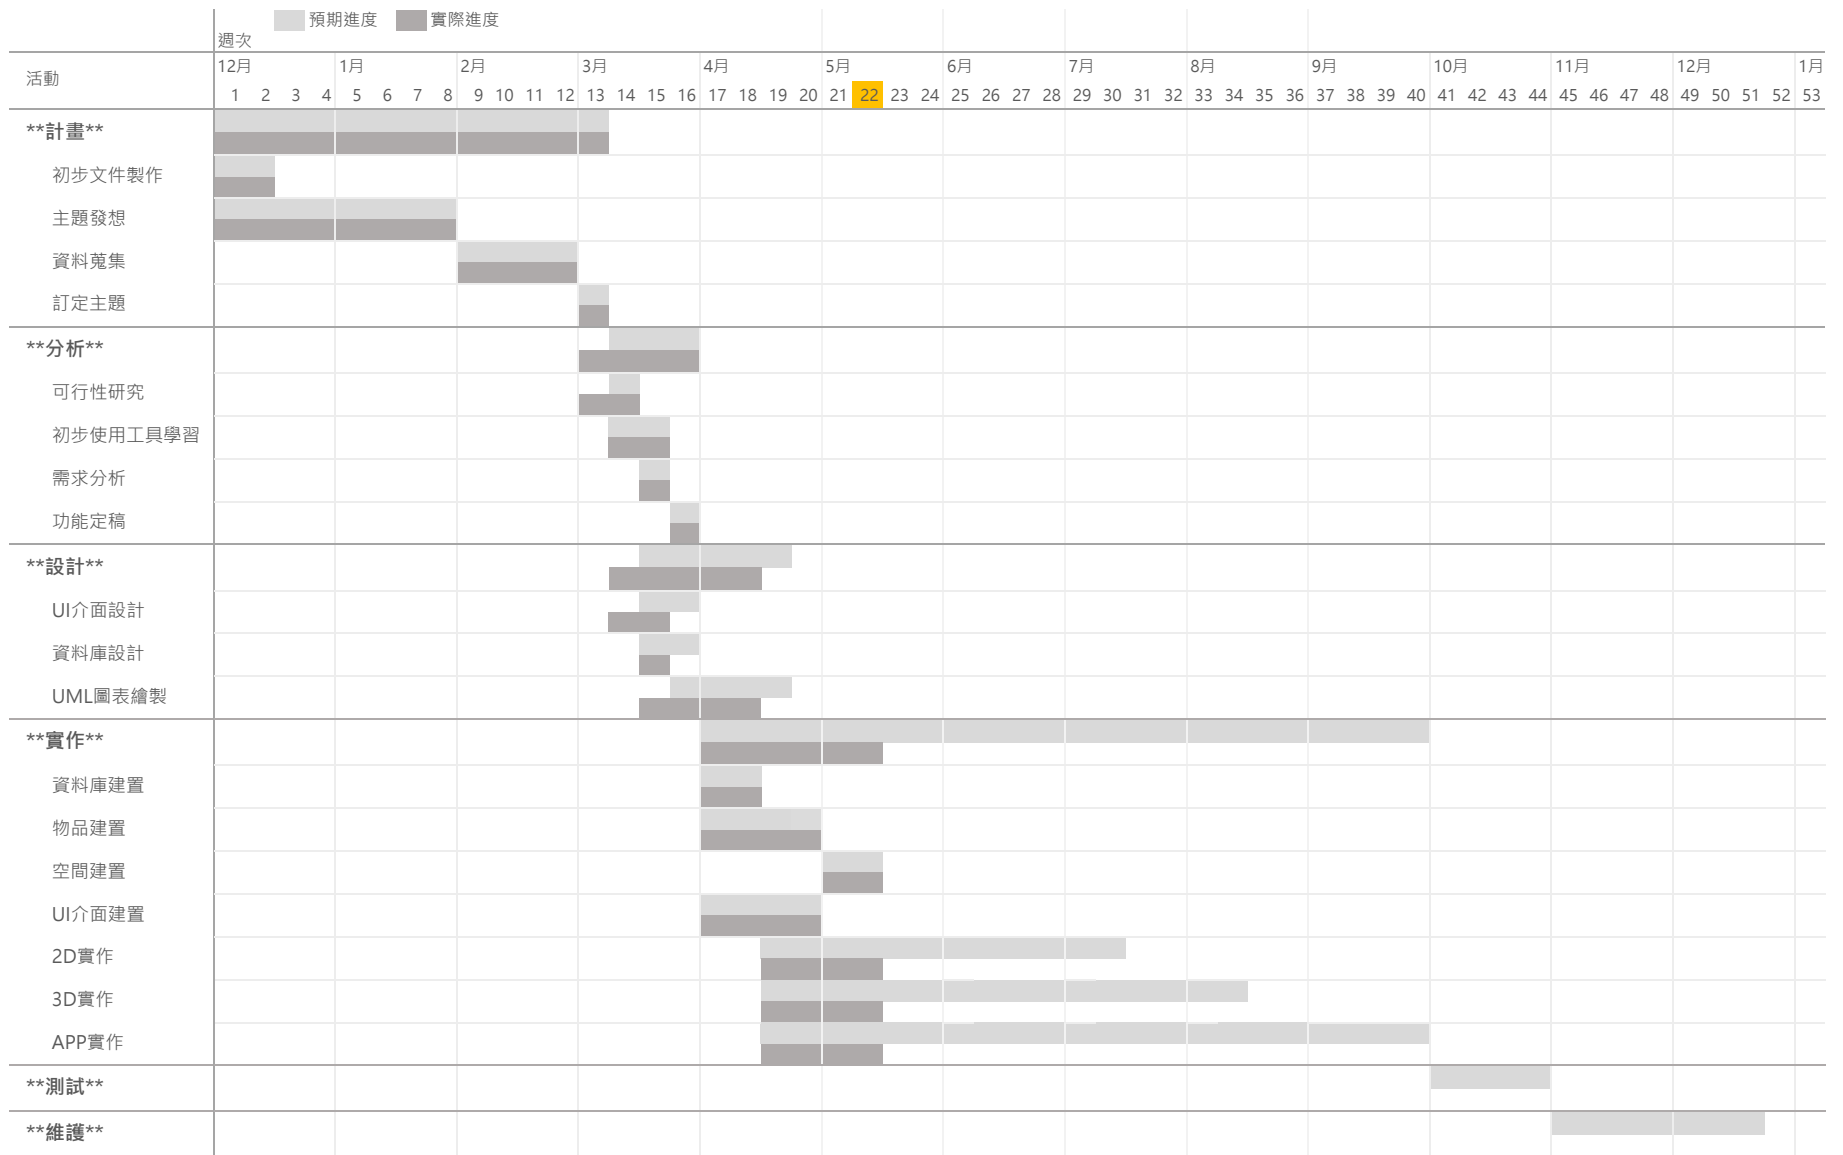 預期進度 實際進度
週次
活動 12月 1月 2月 3月 4月 5月 6月 7月 8月 9月 10月 11月 12月 1月
1 2 3 4 5 6 7 8 9 10 11 12 13 14 15 16 17 18 19 20 21 22 23 24 25 26 27 28 29 30 31 32 33 34 35 36 37 38 39 40 41 42 43 44 45 46 47 48 49 50 51 52 53
**計畫**
初步文件製作
主題發想
資料蒐集
訂定主題
**分析**
可行性研究
初步使用工具學習
需求分析
功能定稿
**設計**
UI介面設計
資料庫設計
UML圖表繪製
**實作**
資料庫建置
物品建置
空間建置
UI介面建置
2D實作
3D實作
APP實作
**測試**
**維護**